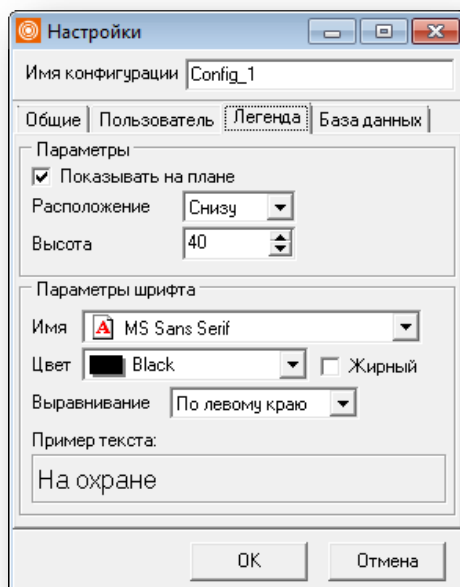 Настройки
Имя конфигурации Config_1
Общие Пользователь Легенда База данных
Параметры
Показывать на плане
Расположение Снизу
Высота 40
Параметры шрифта
Имя A MS Sans Serif
Цвет Black Жирный
Выравнивание По левому краю
Пример текста:
На охране
OK Отмена